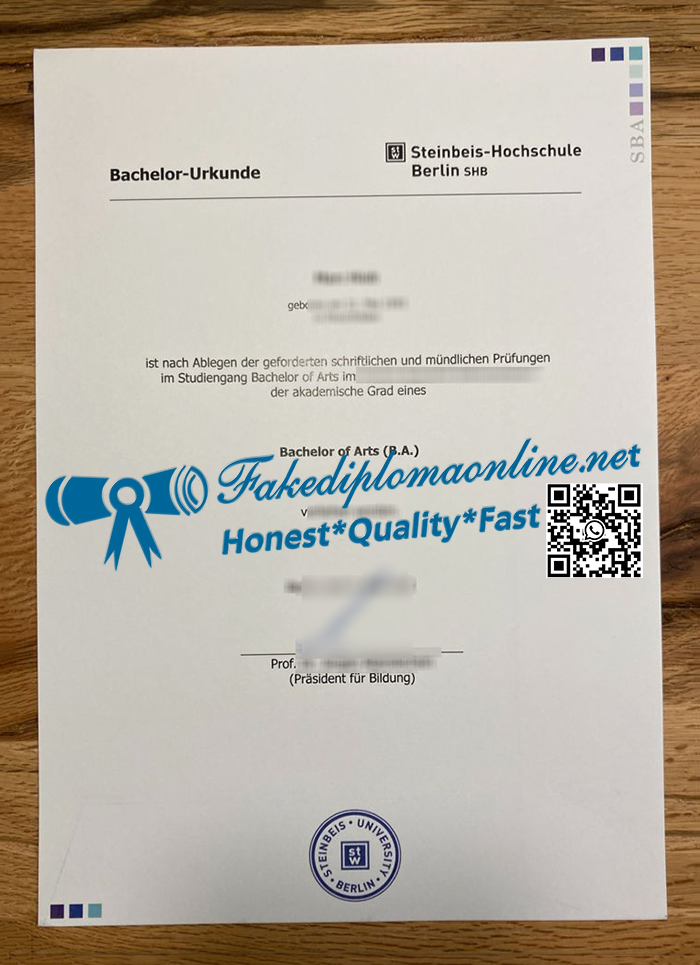 SBA
Bachelor-Urkunde
Steinbeis-Hochschule
Berlin SHB
ist nach Ablegen der geforderten schriftlichen und mündlichen Prüfungen
im Studiengang Bachelor of Arts im
der akademische Grad eines
Bachelor of Arts (B.A.)
Fakediplomaonline.net
Honest*Quality*Fast
Prof.
(Präsident für Bildung)
STEINBEIS • UNIVERSITY • BERLIN •
st
w